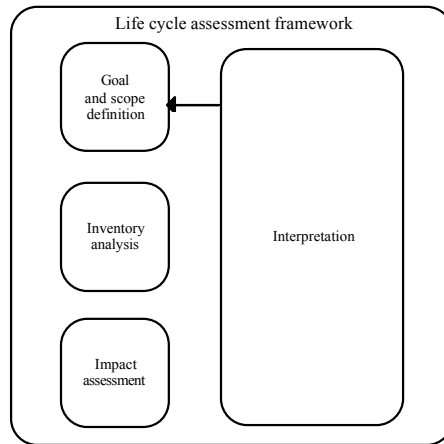 Life cycle assessment framework
Goal
and scope
definition
Inventory
analysis
Interpretation
Impact
assessment